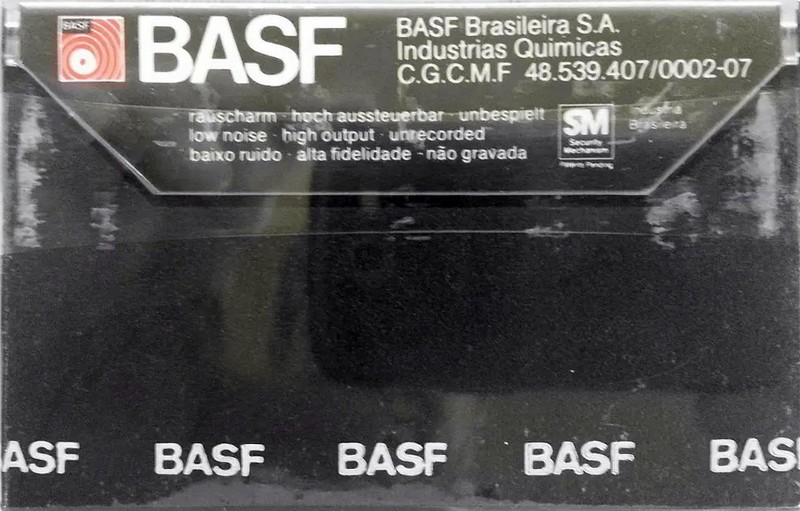 BASF
BASF
BASF Brasileira S.A.
Industrias Quimicas
C.G.C.M.F 48.539.407/0002-07
rauscharm · hoch aussteuerbar · unbespielt
low noise · high output · unrecorded
baixo ruido · alta fidelidade - não gravada
SM
Security
Mechanism
Patents Pending
Industria
Brasileira
ASF BASF BASF BASF BAS